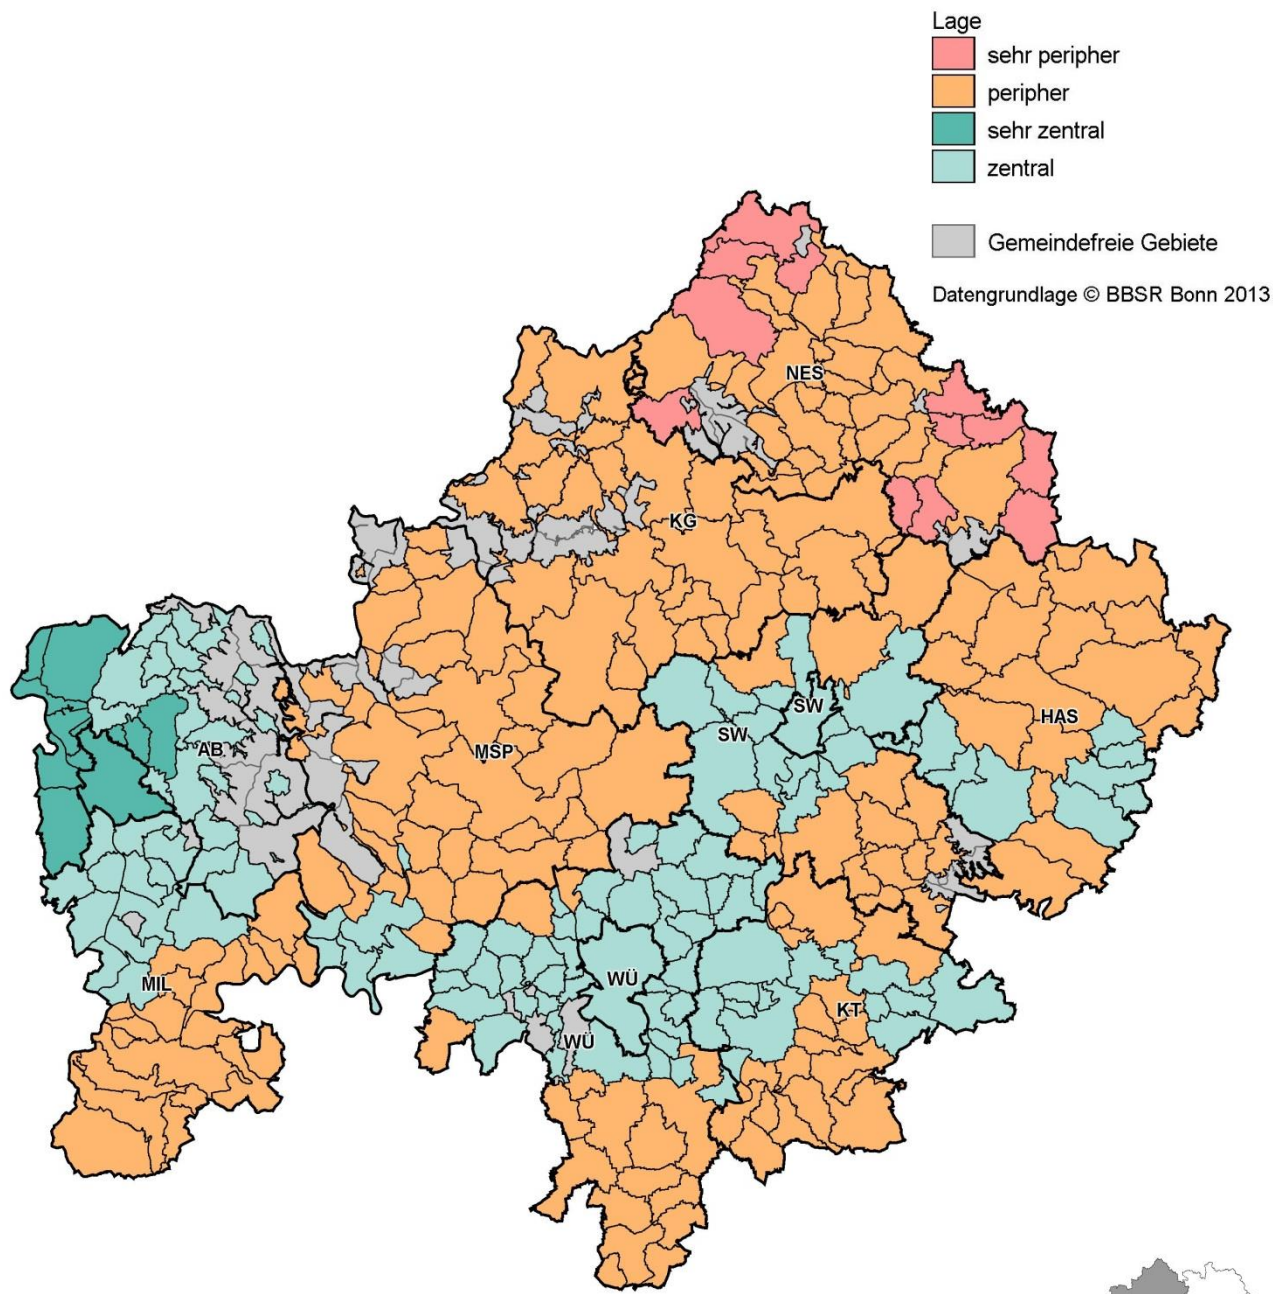 Lage
sehr peripher
peripher
sehr zentral
zentral
Gemeindefreie Gebiete
Datengrundlage © BBSR Bonn 2013
NES
KG
SW
HAS
SW
AB
MSP
WÜ
MIL
KT
WÜ